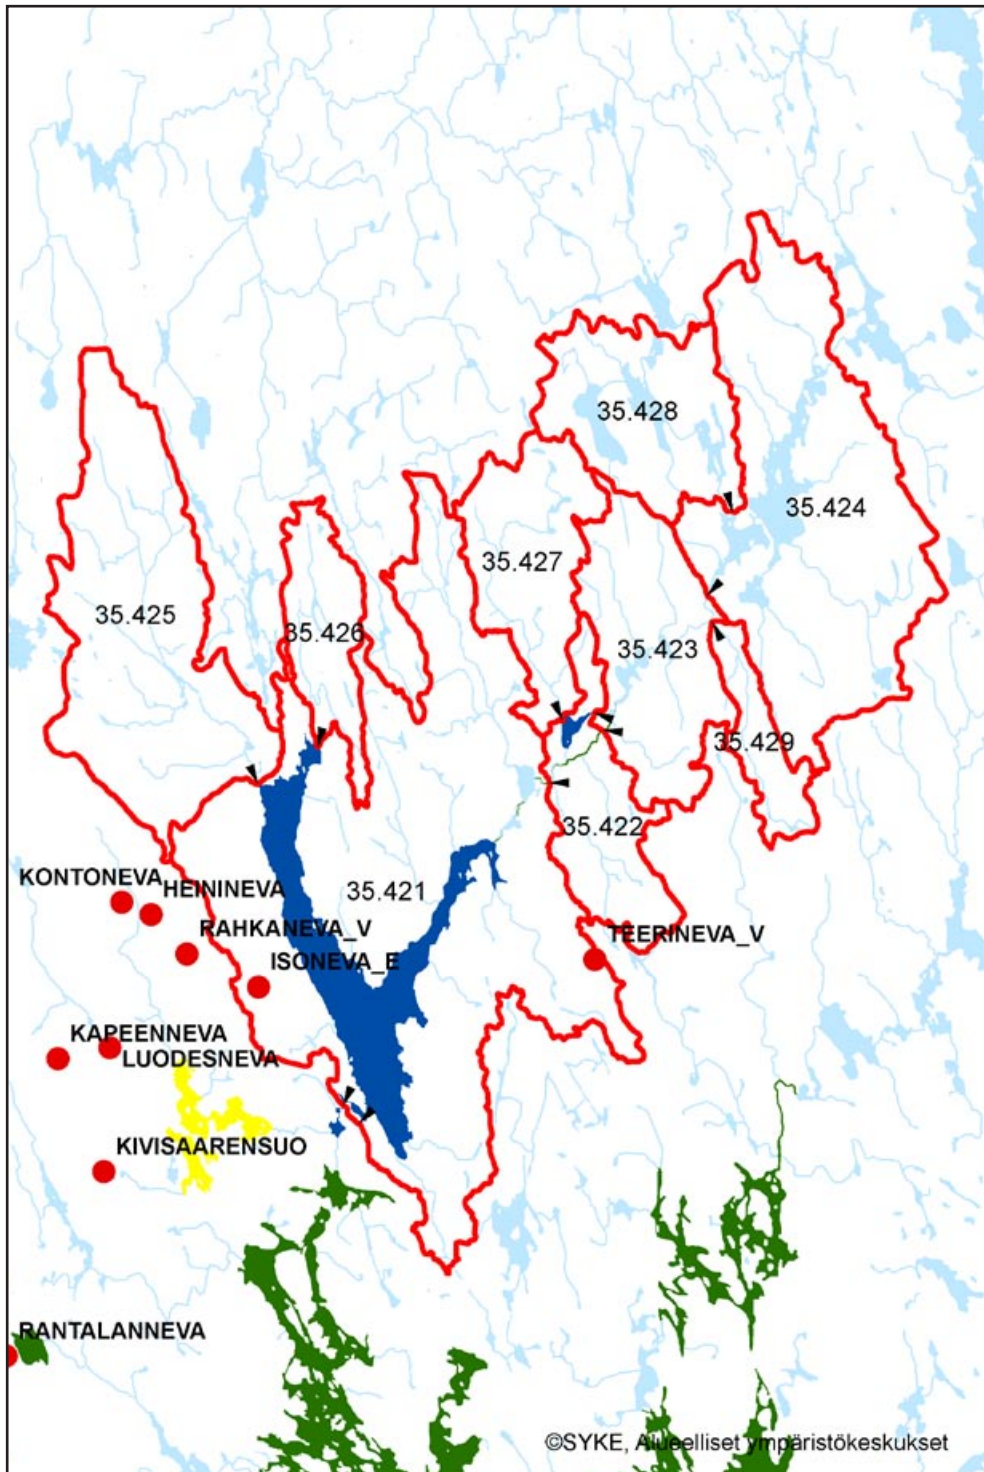 35.428
35.424
35.427
35.425
35.426
35.423
35.429
35.422
35.421
KONTONEVA
HEININEVA
RAHKANEVA_V
TEERINEVA_V
ISONEVA_E
KAPEENNEVA
LUODESNEVA
KIVISAARENSUO
RANTALANNEVA
©SYKE, Alueelliset ympäristökeskukset